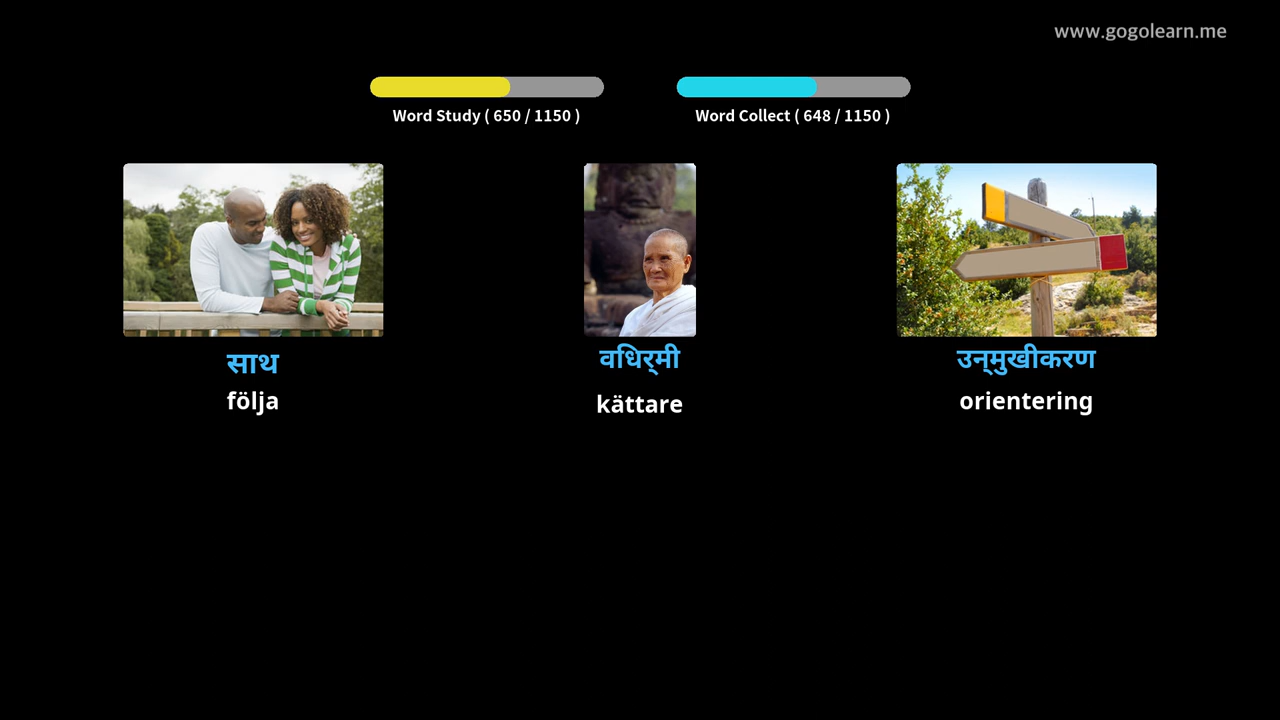 www.gogolearn.me
Word Study ( 650 / 1150 )
Word Collect ( 648 / 1150 )
साथ
följa
वधिर्‌मी
kättare
उन्‌मुखीकरण
orientering